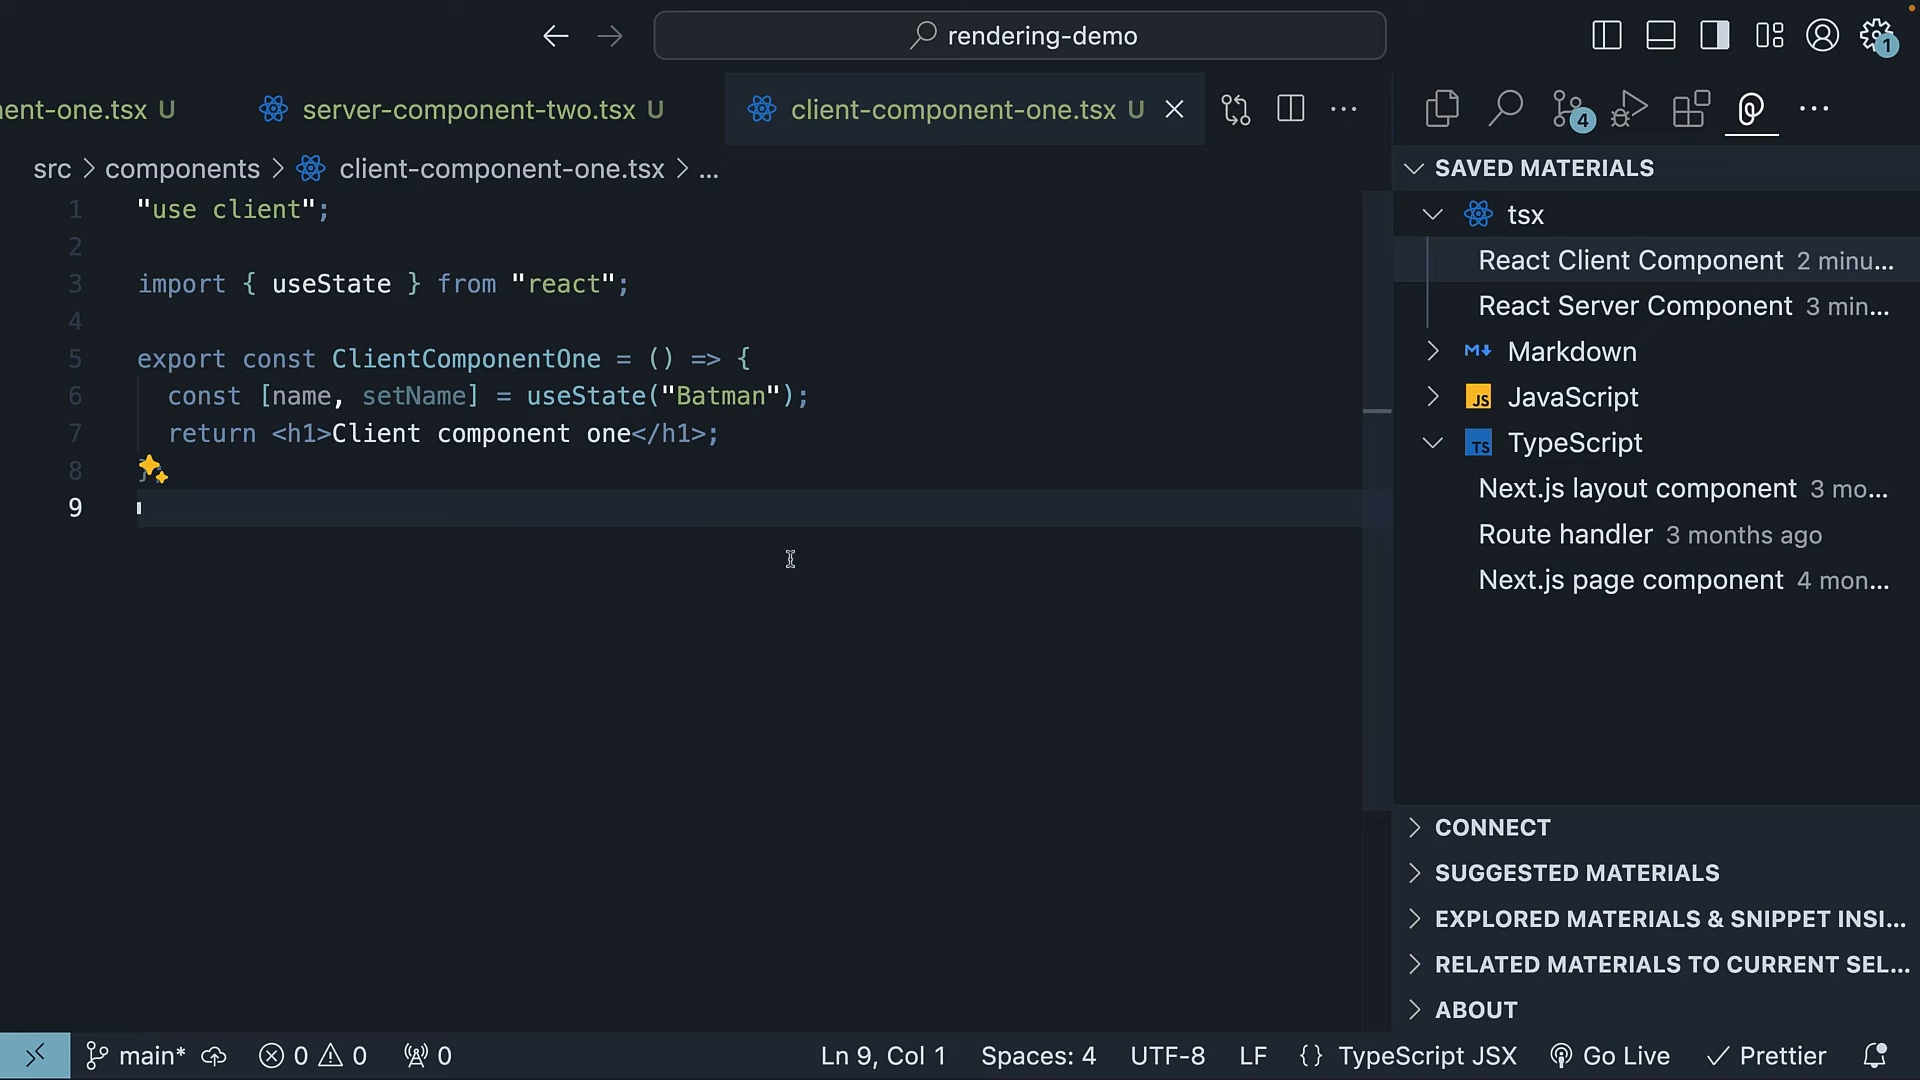 rendering-demo
1
nent-one.tsx U
server-component-two.tsx U
client-component-one.tsx U
4
src > components > client-component-one.tsx > ...
1 "use client";
2
3 import { useState } from "react";
4
5 export const ClientComponentOne = () => {
6 const [name, setName] = useState("Batman");
7 return <h1>Client component one</h1>;
8
9
SAVED MATERIALS
tsx
React Client Component 2 minu...
React Server Component 3 min...
Markdown
JS JavaScript
TS TypeScript
Next.js layout component 3 mo...
Route handler 3 months ago
Next.js page component 4 mon...
CONNECT
SUGGESTED MATERIALS
EXPLORED MATERIALS & SNIPPET INSI...
RELATED MATERIALS TO CURRENT SEL...
ABOUT
main* 0 0 0 Ln 9, Col 1 Spaces: 4 UTF-8 LF {} TypeScript JSX Go Live Prettier